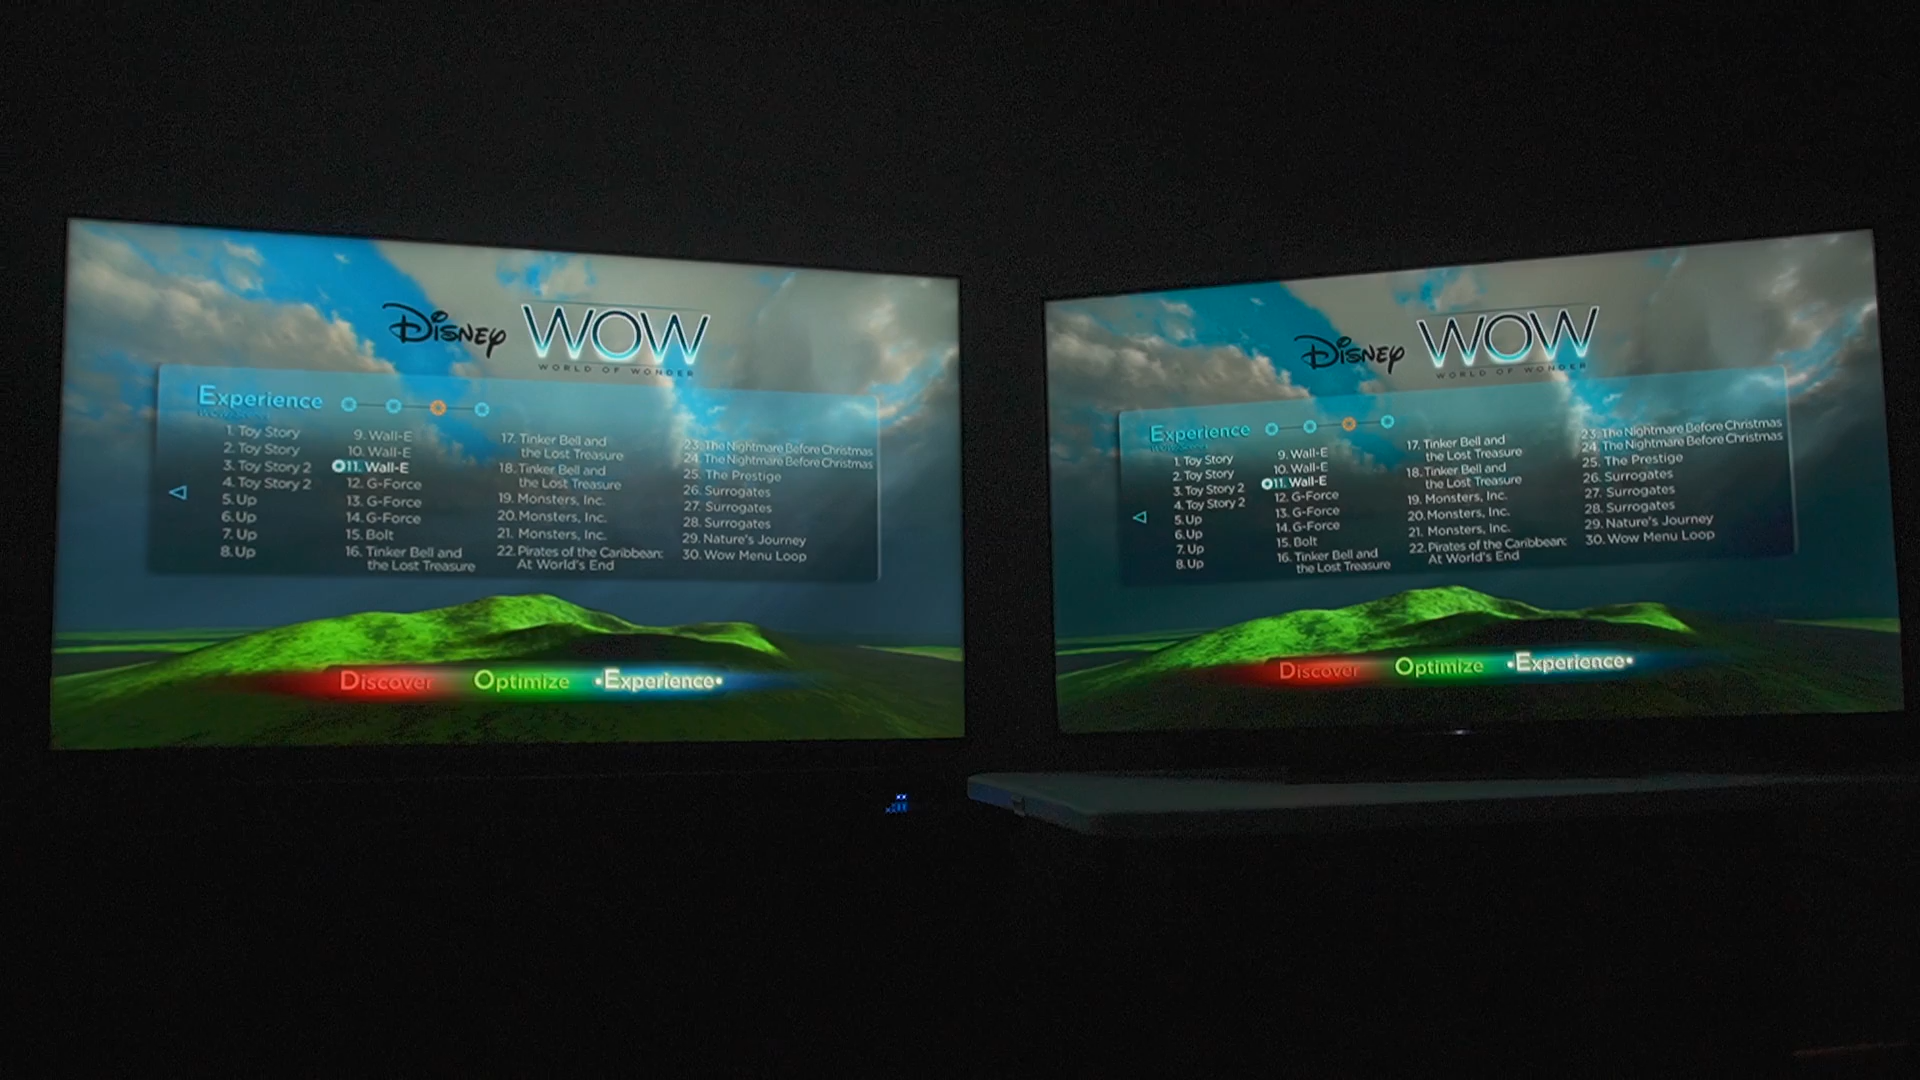 Disney WOW
WORLD OF WONDER
Experience
1. Toy Story
2. Toy Story
3. Toy Story 2
4. Toy Story 2
5. Up
6. Up
7. Up
8. Up
9. Wall-E
10. Wall-E
11. Wall-E
12. G-Force
13. G-Force
14. G-Force
15. Bolt
16. Tinker Bell and
the Lost Treasure
17. Tinker Bell and
the Lost Treasure
18. Tinker Bell and
the Lost Treasure
19. Monsters, Inc.
20. Monsters, Inc.
21. Monsters, Inc.
22. Pirates of the Caribbean:
At World's End
23. The Nightmare Before Christmas
24. The Nightmare Before Christmas
25. The Prestige
26. Surrogates
27. Surrogates
28. Surrogates
29. Nature's Journey
30. Wow Menu Loop
Discover Optimize •Experience•
Disney WOW
WORLD OF WONDER
Experience
1. Toy Story
2. Toy Story
3. Toy Story 2
4. Toy Story 2
5. Up
6. Up
7. Up
8. Up
9. Wall-E
10. Wall-E
11. Wall-E
12. G-Force
13. G-Force
14. G-Force
15. Bolt
16. Tinker Bell and
the Lost Treasure
17. Tinker Bell and
the Lost Treasure
18. Tinker Bell and
the Lost Treasure
19. Monsters, Inc.
20. Monsters, Inc.
21. Monsters, Inc.
22. Pirates of the Caribbean:
At World's End
23. The Nightmare Before Christmas
24. The Nightmare Before Christmas
25. The Prestige
26. Surrogates
27. Surrogates
28. Surrogates
29. Nature's Journey
30. Wow Menu Loop
Discover Optimize •Experience•